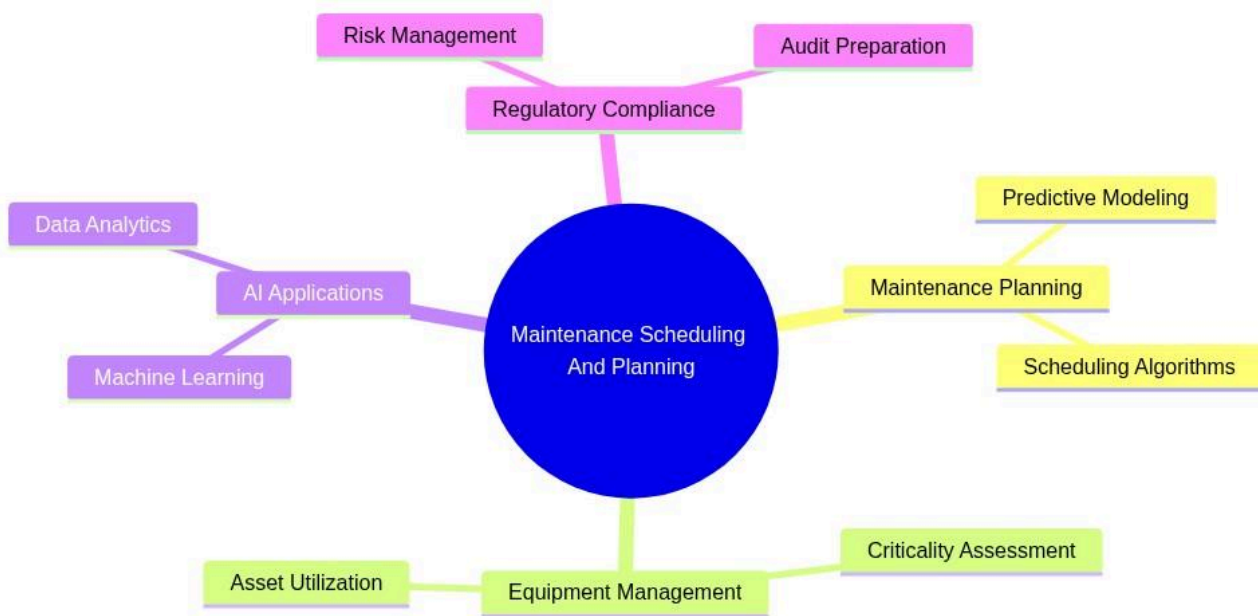 Risk Management
Audit Preparation
Regulatory Compliance
Predictive Modeling
Data Analytics
Maintenance Planning
AI Applications
Maintenance Scheduling
And Planning
Scheduling Algorithms
Machine Learning
Criticality Assessment
Asset Utilization
Equipment Management